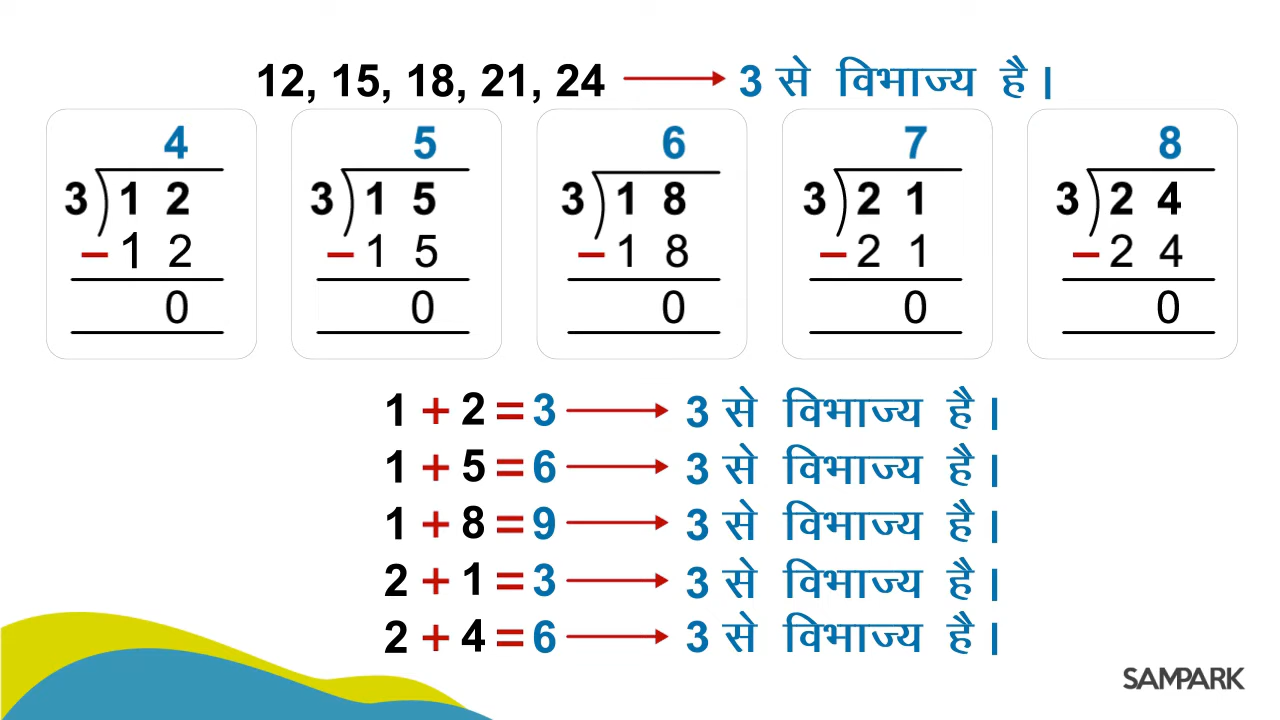 12, 15, 18, 21, 24 → 3 से विभाज्य है।
4
3)12
– 12
0
5
3)15
– 15
0
6
3)18
– 18
0
7
3)21
– 21
0
8
3)24
– 24
0
1 + 2 = 3 → 3 से विभाज्य है।
1 + 5 = 6 → 3 से विभाज्य है।
1 + 8 = 9 → 3 से विभाज्य है।
2 + 1 = 3 → 3 से विभाज्य है।
2 + 4 = 6 → 3 से विभाज्य है।
SAMPARK